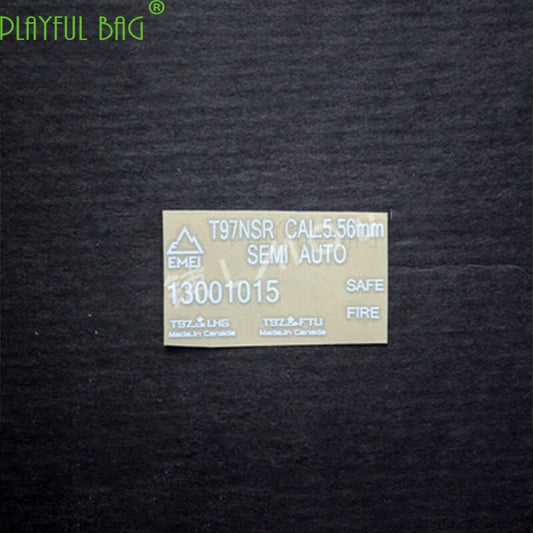 PLAYFUL BAG®
T97NSR CAL.5.56mm
SEMI AUTO
EMEI
13001015
SAFE
FIRE
T97 LHG T97 FTU
Made.in Canada Made.in Canada